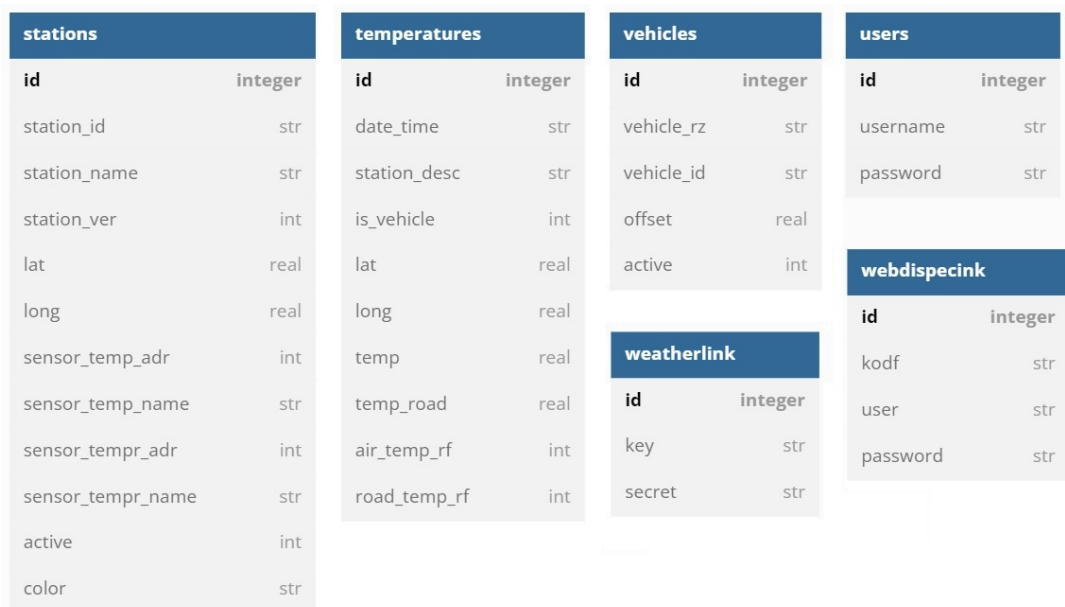 stations
id integer
station_id str
station_name str
station_ver int
lat real
long real
sensor_temp_adr int
sensor_temp_name str
sensor_tempr_adr int
sensor_tempr_name str
active int
color str
temperatures
id integer
date_time str
station_desc str
is_vehicle int
lat real
long real
temp real
temp_road real
air_temp_rf int
road_temp_rf int
vehicles
id integer
vehicle_rz str
vehicle_id str
offset real
active int
weatherlink
id integer
key str
secret str
users
id integer
username str
password str
webdispecink
id integer
kodf str
user str
password str